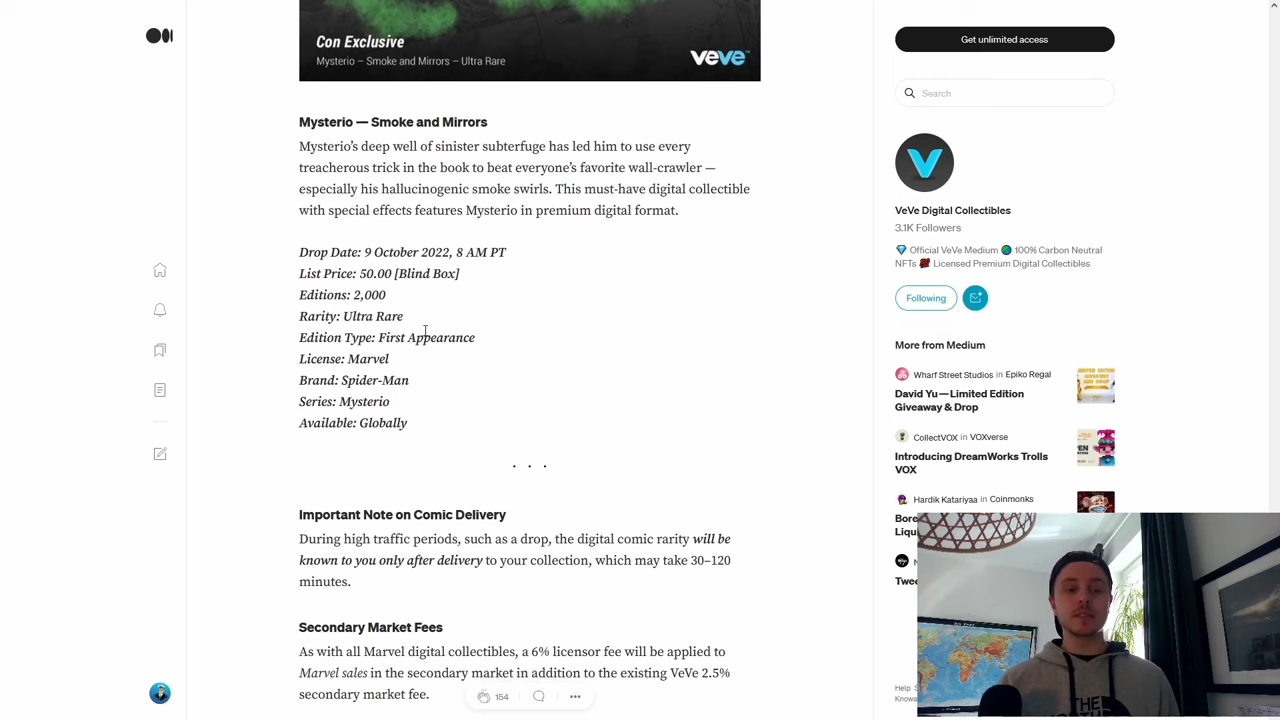 Con Exclusive
Mysterio – Smoke and Mirrors – Ultra Rare
veve
Mysterio — Smoke and Mirrors
Mysterio’s deep well of sinister subterfuge has led him to use every
treacherous trick in the book to beat everyone’s favorite wall-crawler —
especially his hallucinogenic smoke swirls. This must-have digital collectible
with special effects features Mysterio in premium digital format.
Drop Date: 9 October 2022, 8 AM PT
List Price: 50.00 [Blind Box]
Editions: 2,000
Rarity: Ultra Rare
Edition Type: First Appearance
License: Marvel
Brand: Spider-Man
Series: Mysterio
Available: Globally
. . .
Important Note on Comic Delivery
During high traffic periods, such as a drop, the digital comic rarity will be
known to you only after delivery to your collection, which may take 30–120
minutes.
Secondary Market Fees
As with all Marvel digital collectibles, a 6% licensor fee will be applied to
Marvel sales in the secondary market in addition to the existing VeVe 2.5%
secondary market fee.
154
Get unlimited access
Search
VeVe Digital Collectibles
3.1K Followers
Official VeVe Medium 100% Carbon Neutral
NFTs Licensed Premium Digital Collectibles
Following
More from Medium
Wharf Street Studios in Epiko Regal
David Yu — Limited Edition
Giveaway & Drop
CollectVOX in VOXverse
Introducing DreamWorks Trolls
VOX
Hardik Katariyaa in Coinmonks
Help
THE